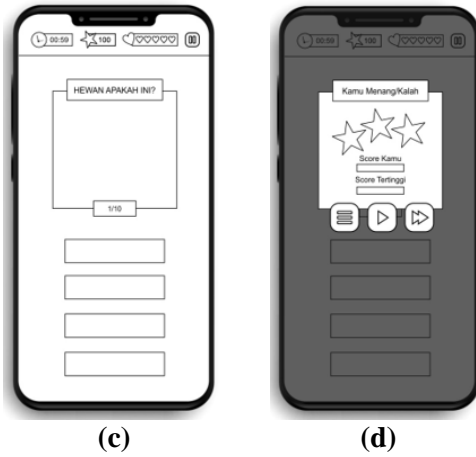 00:59 100
HEWAN APAKAH INI?
1/10
(c)
00:59 100
Kamu Menang/Kalah
Score Kamu
Score Tertinggi
(d)